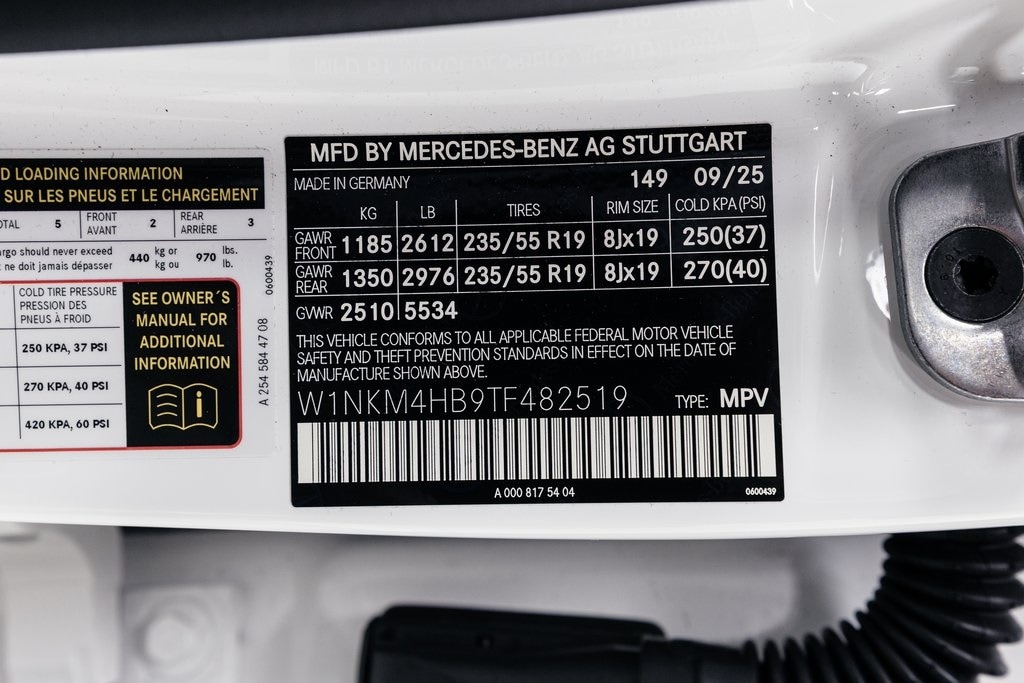 D LOADING INFORMATION
SUR LES PNEUS ET LE CHARGEMENT
OTAL 5 FRONT AVANT 2 REAR ARRIÈRE 3
argo should never exceed 440 kg or 970 lbs.
t ne doit jamais dépasser kg ou lb.
COLD TIRE PRESSURE
PRESSION DES
PNEUS À FROID
250 KPA, 37 PSI
270 KPA, 40 PSI
420 KPA, 60 PSI
SEE OWNER´S
MANUAL FOR
ADDITIONAL
INFORMATION
i
A 254 584 47 08
0600439
MFD BY MERCEDES-BENZ AG STUTTGART
MADE IN GERMANY 149 09/25
KG LB TIRES RIM SIZE COLD KPA (PSI)
GAWR FRONT 1185 2612 235/55 R19 8Jx19 250(37)
GAWR REAR 1350 2976 235/55 R19 8Jx19 270(40)
GVWR 2510 5534
THIS VEHICLE CONFORMS TO ALL APPLICABLE FEDERAL MOTOR VEHICLE
SAFETY AND THEFT PREVENTION STANDARDS IN EFFECT ON THE DATE OF
MANUFACTURE SHOWN ABOVE.
W1NKM4HB9TF482519 TYPE: MPV
A 000 817 54 04
0600439